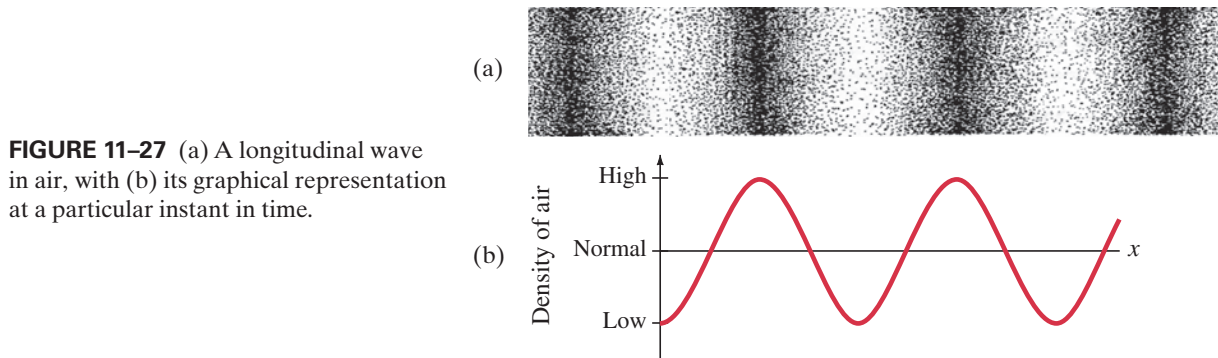 (a)
FIGURE 11–27 (a) A longitudinal wave
in air, with (b) its graphical representation
at a particular instant in time.
(b)
Density of air
High
Normal
Low
x